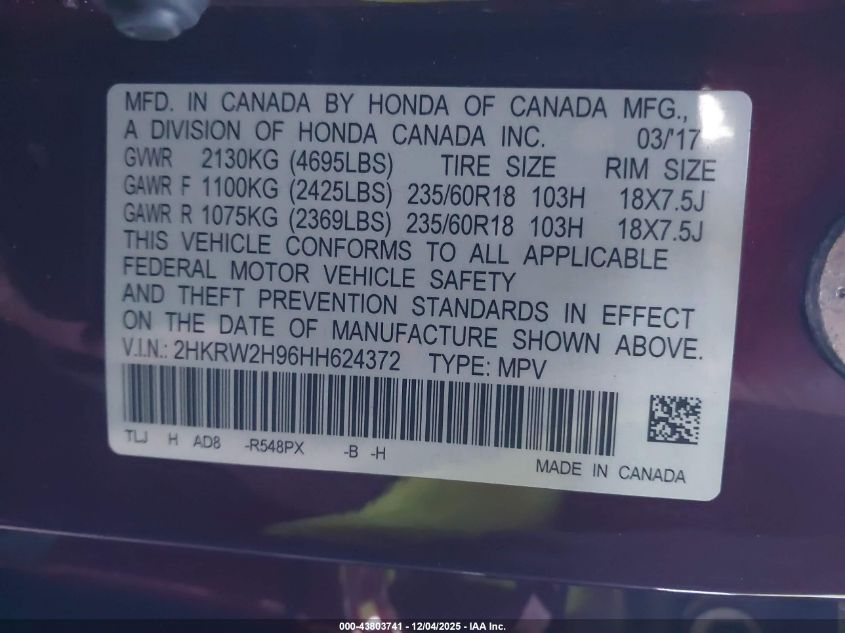 MFD. IN CANADA BY HONDA OF CANADA MFG.,
A DIVISION OF HONDA CANADA INC. 03/'17
GVWR 2130KG (4695LBS) TIRE SIZE RIM SIZE
GAWR F 1100KG (2425LBS) 235/60R18 103H 18X7.5J
GAWR R 1075KG (2369LBS) 235/60R18 103H 18X7.5J
THIS VEHICLE CONFORMS TO ALL APPLICABLE
FEDERAL MOTOR VEHICLE SAFETY
AND THEFT PREVENTION STANDARDS IN EFFECT
ON THE DATE OF MANUFACTURE SHOWN ABOVE.
V.I.N.: 2HKRW2H96HH624372 TYPE: MPV
TLJ H AD8 -R548PX -B -H
MADE IN CANADA
000-43803741 - 12/04/2025 - IAA Inc.